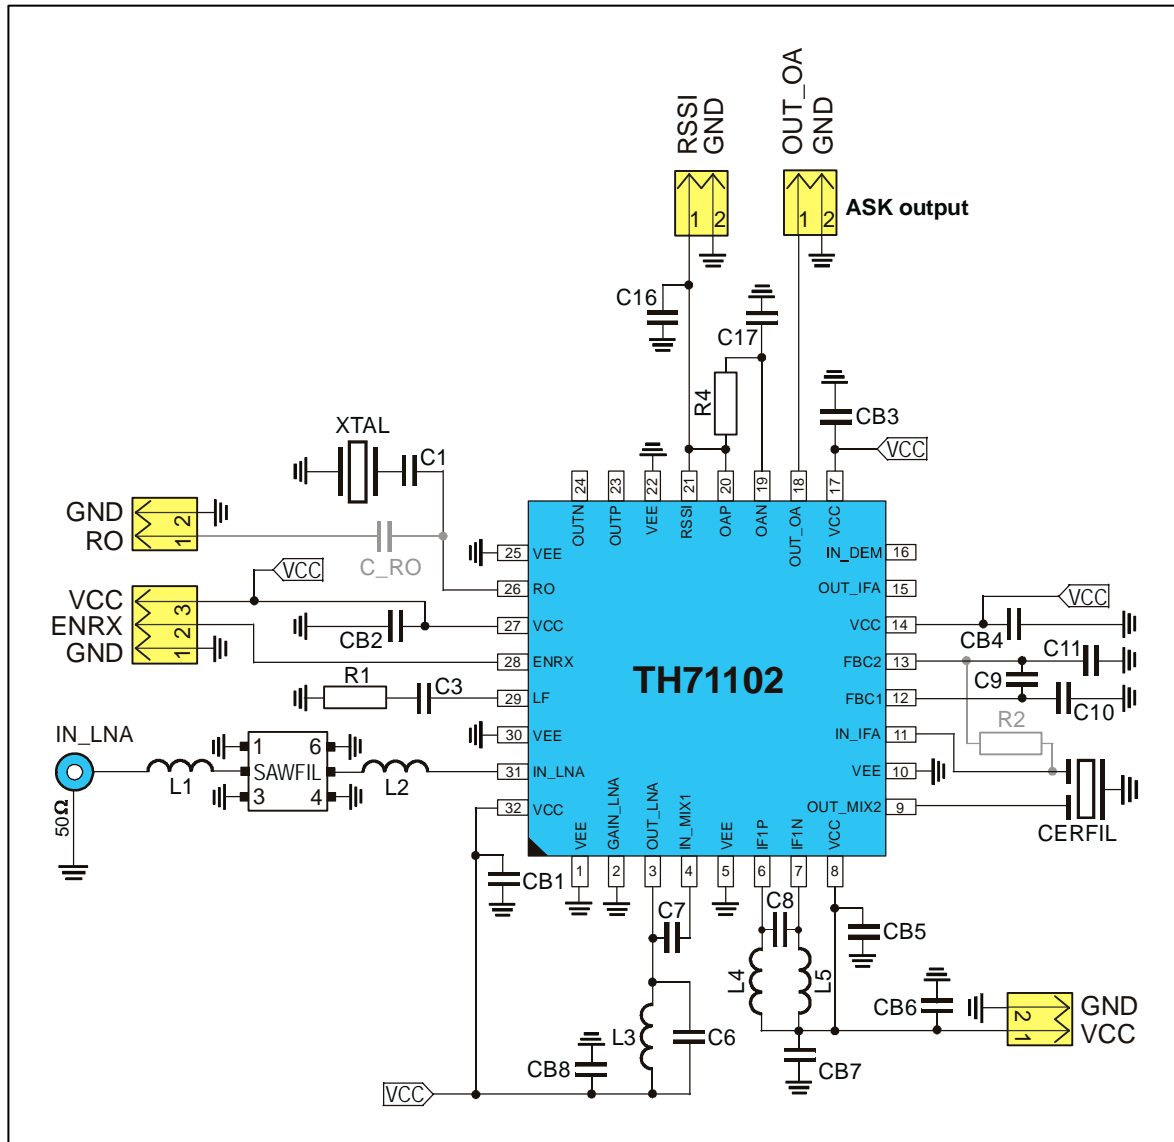 RSSI
GND
OUT_OA
GND
1
2
1
2
ASK output
C16
C17
R4
CB3
VCC
XTAL
C1
GND
RO
2
1
C_RO
VCC
VCC
ENRX
GND
3
2
1
CB2
R1
C3
IN_LNA
50Ω
L1
1
6
SAWFIL
3
4
L2
24
23
22
21
20
19
18
17
OUTN
OUTP
VEE
RSSI
OAP
OAN
OUT_OA
VCC
25
VEE
26
RO
27
VCC
28
ENRX
29
LF
30
VEE
31
IN_LNA
32
VCC
TH71102
IN_DEM
16
OUT_IFA
15
VCC
14
FBC2
13
FBC1
12
IN_IFA
11
VEE
10
OUT_MIX2
9
VEE
GAIN_LNA
OUT_LNA
IN_MIX1
VEE
IF1P
IF1N
VCC
1
2
3
4
5
6
7
8
VCC
CB4
C11
C9
C10
R2
CERFIL
CB1
C7
C8
CB5
L4
L5
L3
C6
CB8
CB7
CB6
VCC
2
1
GND
VCC